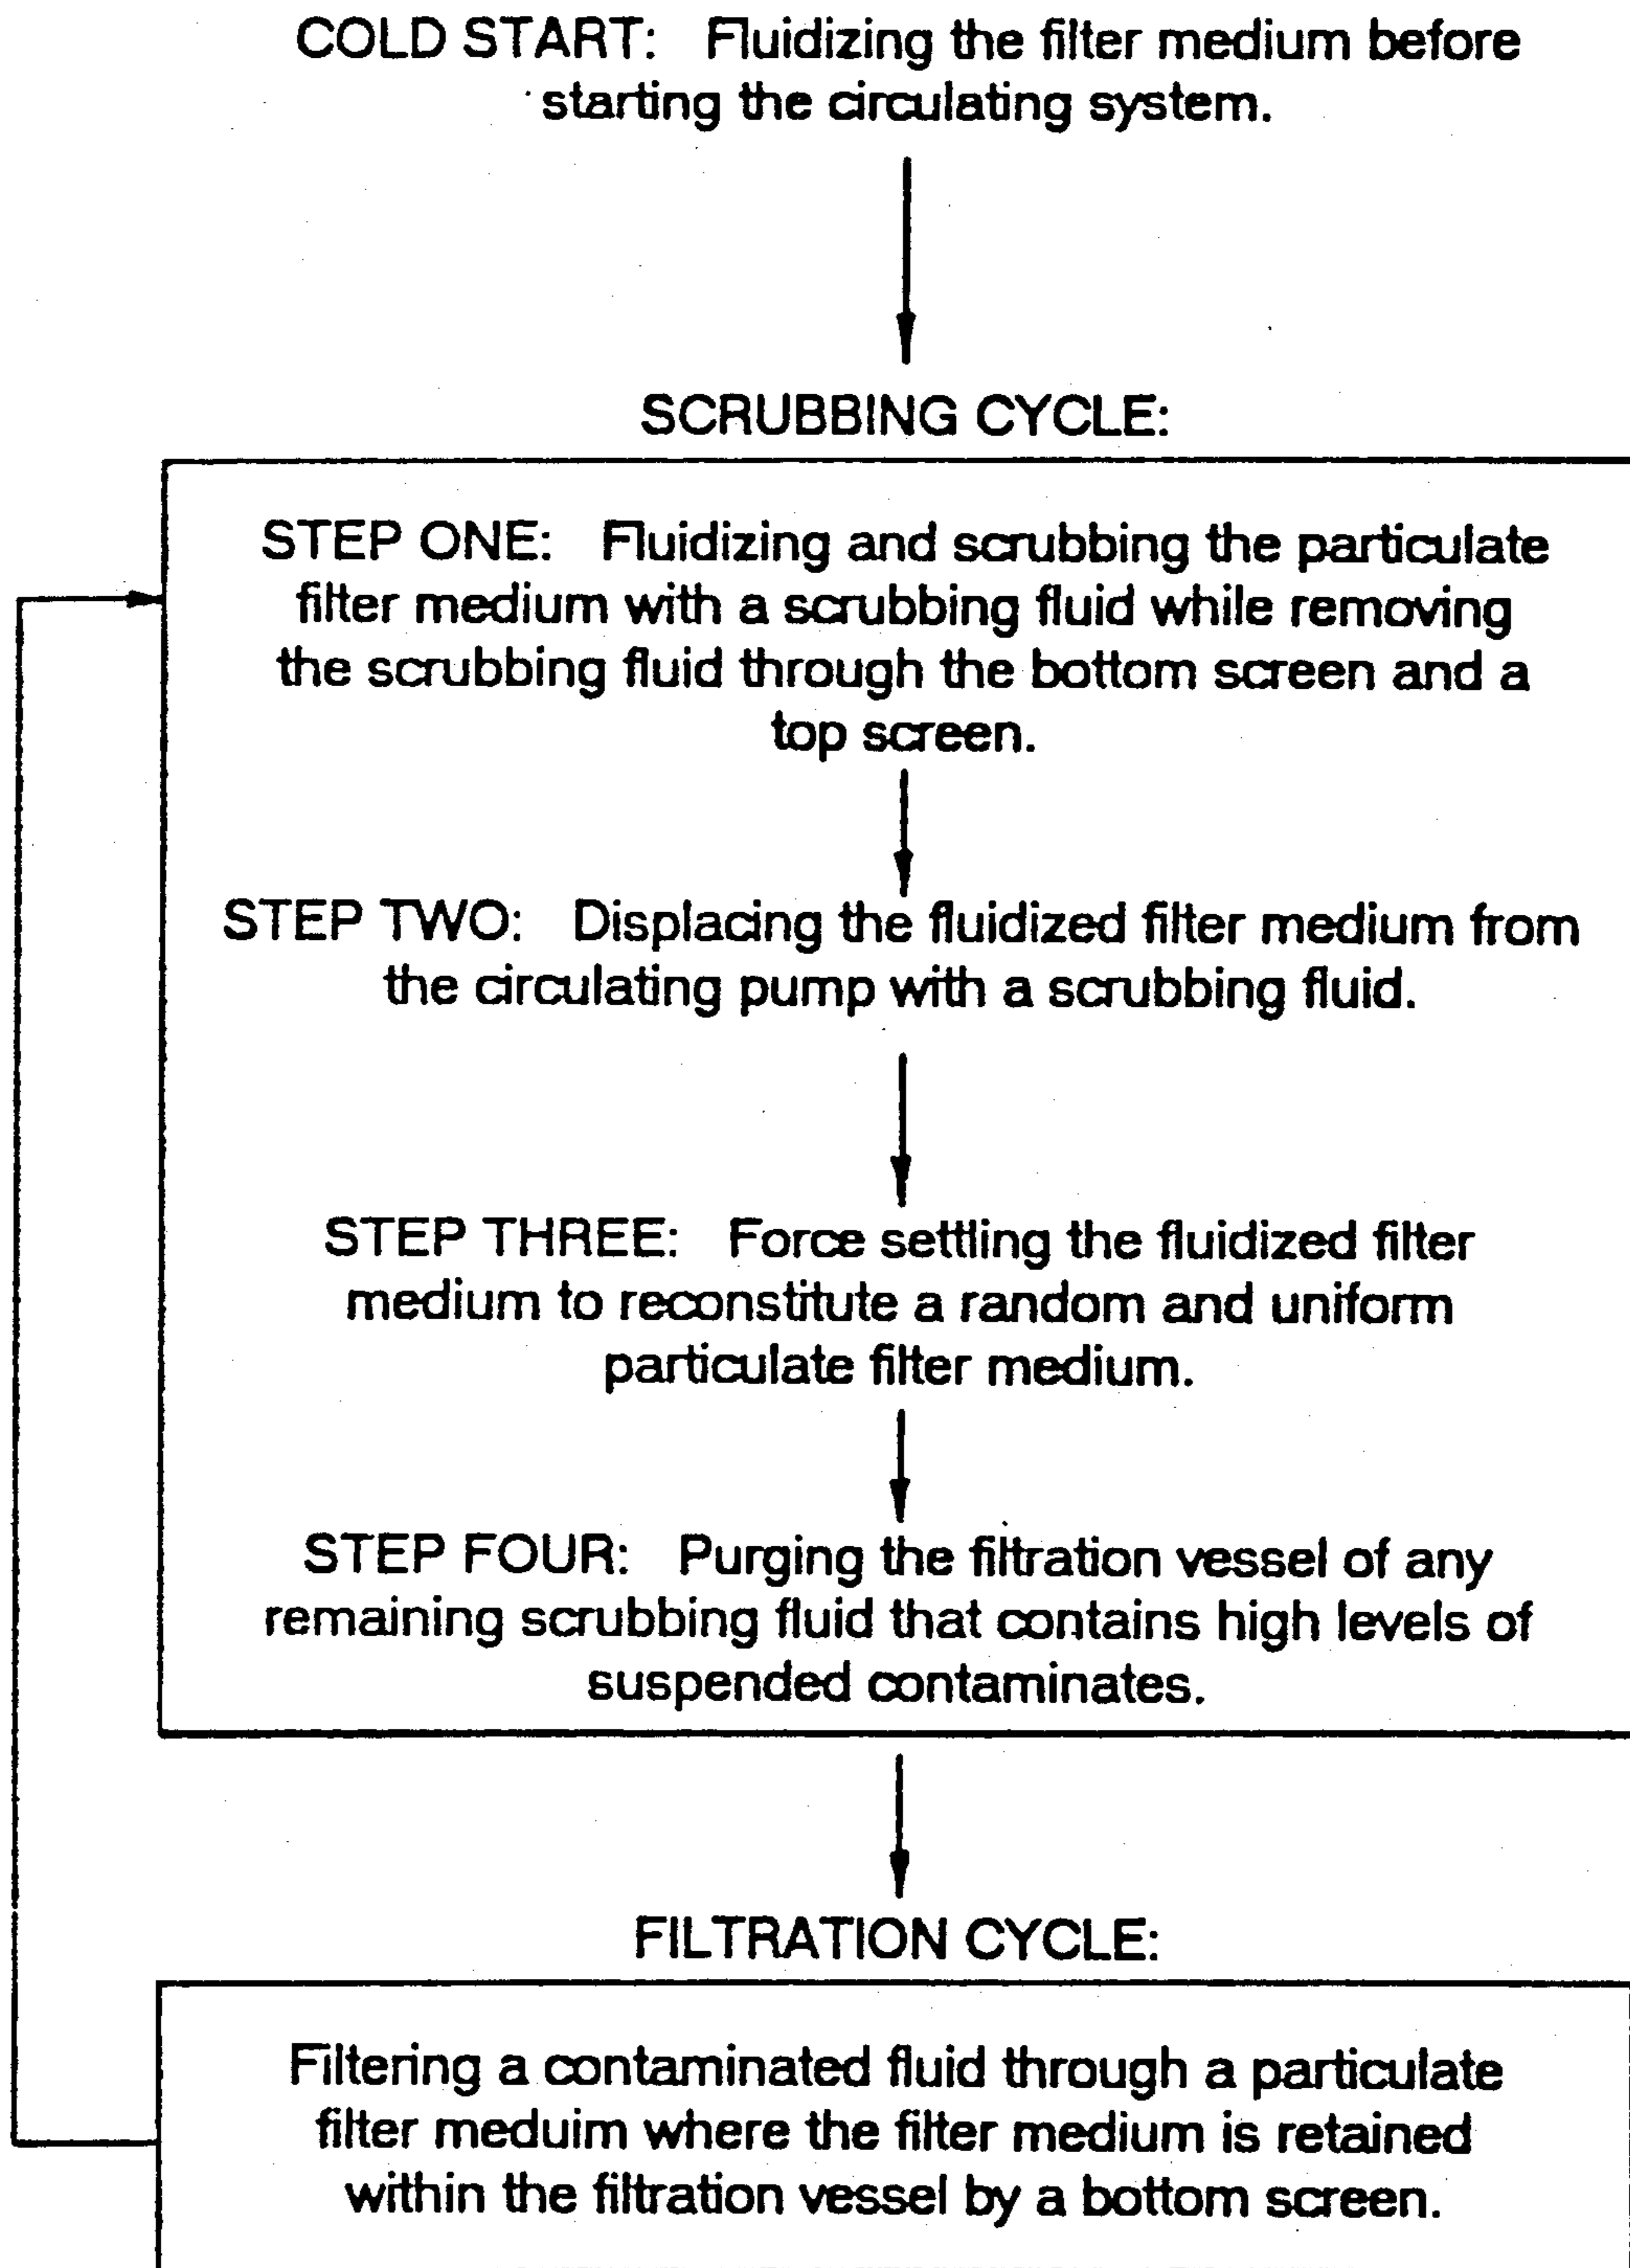 COLD START: Fluidizing the filter medium before
starting the circulating system.
SCRUBBING CYCLE:
STEP ONE: Fluidizing and scrubbing the particulate
filter medium with a scrubbing fluid while removing
the scrubbing fluid through the bottom screen and a
top screen.
STEP TWO: Displacing the fluidized filter medium from
the circulating pump with a scrubbing fluid.
STEP THREE: Force settling the fluidized filter
medium to reconstitute a random and uniform
particulate filter medium.
STEP FOUR: Purging the filtration vessel of any
remaining scrubbing fluid that contains high levels of
suspended contaminates.
FILTRATION CYCLE:
Filtering a contaminated fluid through a particulate
filter meduim where the filter medium is retained
within the filtration vessel by a bottom screen.